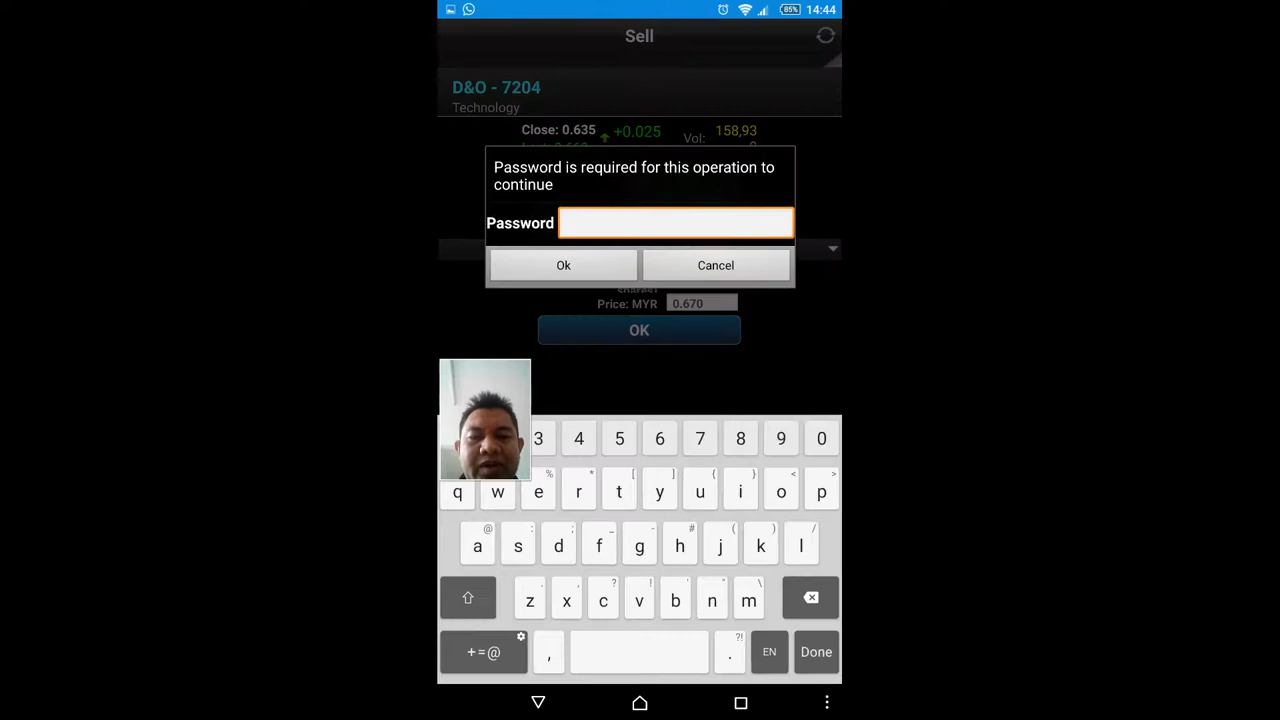 85%
14:44
Sell
D&O - 7204
Technology
Close: 0.635 +0.025 Vol: 158,93
Password is required for this operation to
continue
Password
Ok Cancel
Price: MYR 0.670
OK
3 4 5 6 7 8 9 0
% * [ ] { } < >
q w e r t y u i o p
@ : ; _ - # ( ) /
a s d f g h j k l
. , ? ! ' " \
z x c v b n m
?!
+=@ , . EN Done